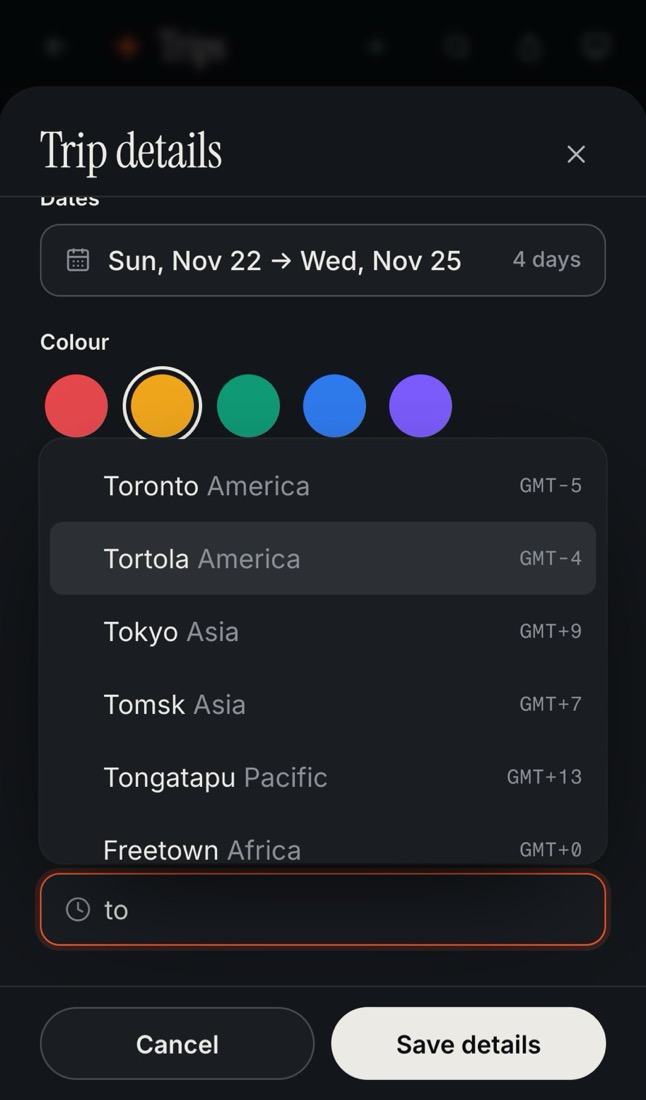 Trips
Trip details
Dates
Sun, Nov 22 → Wed, Nov 25 4 days
Colour
Toronto America GMT-5
Tortola America GMT-4
Tokyo Asia GMT+9
Tomsk Asia GMT+7
Tongatapu Pacific GMT+13
Freetown Africa GMT+0
to
Cancel Save details